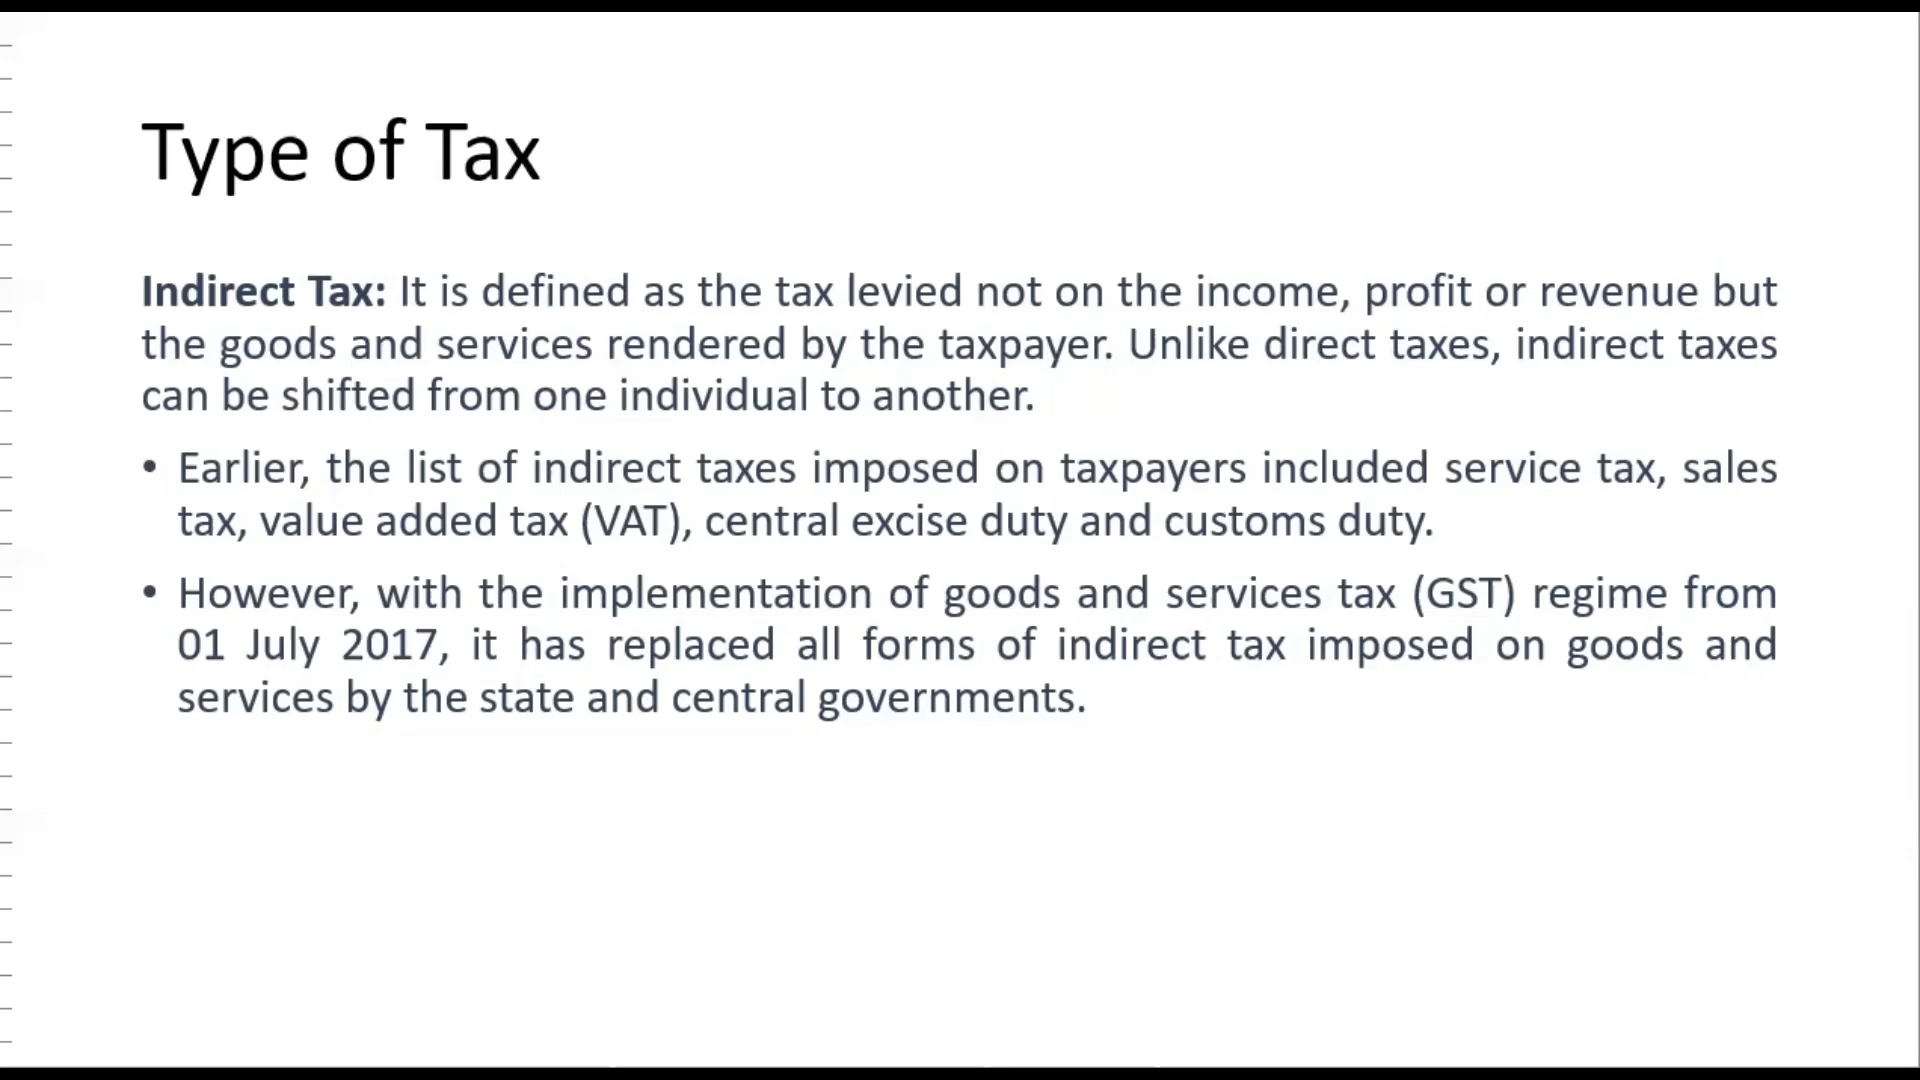 Type of Tax
Indirect Tax: It is defined as the tax levied not on the income, profit or revenue but
the goods and services rendered by the taxpayer. Unlike direct taxes, indirect taxes
can be shifted from one individual to another.
• Earlier, the list of indirect taxes imposed on taxpayers included service tax, sales
tax, value added tax (VAT), central excise duty and customs duty.
• However, with the implementation of goods and services tax (GST) regime from
01 July 2017, it has replaced all forms of indirect tax imposed on goods and
services by the state and central governments.